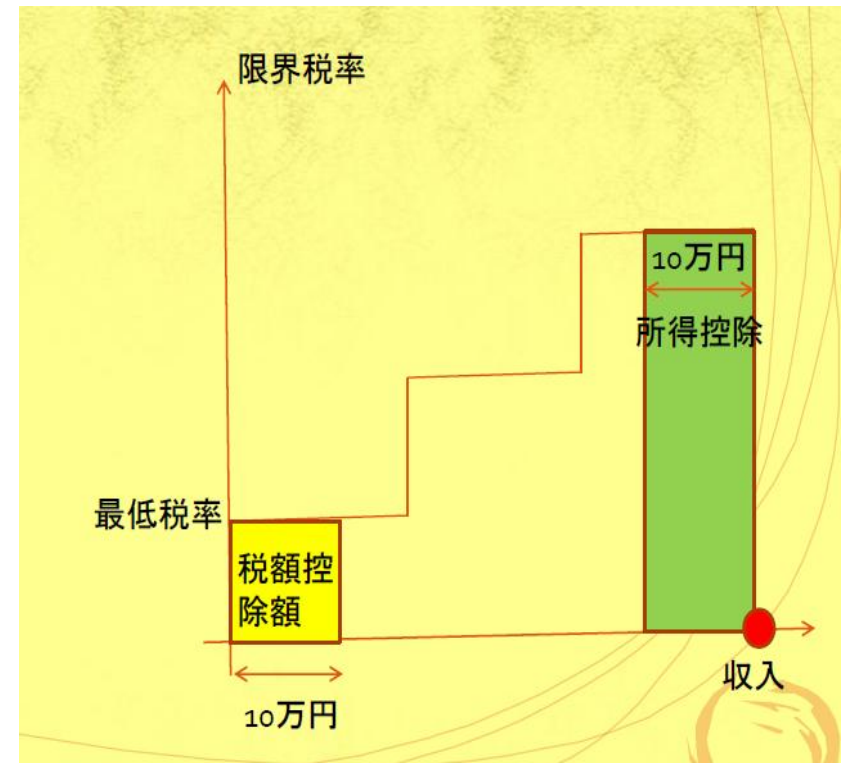 限界税率
10万円
所得控除
最低税率
税額控
除額
収入
10万円